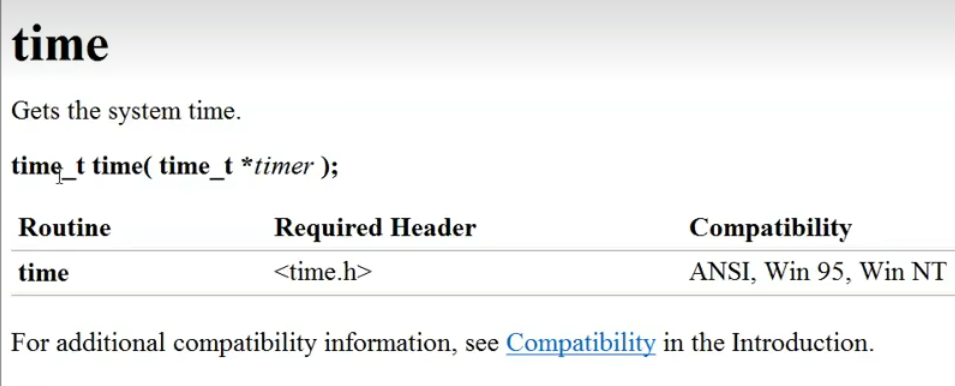 time
Gets the system time.
time_t time( time_t *timer );
Routine Required Header Compatibility
time <time.h> ANSI, Win 95, Win NT
For additional compatibility information, see Compatibility in the Introduction.